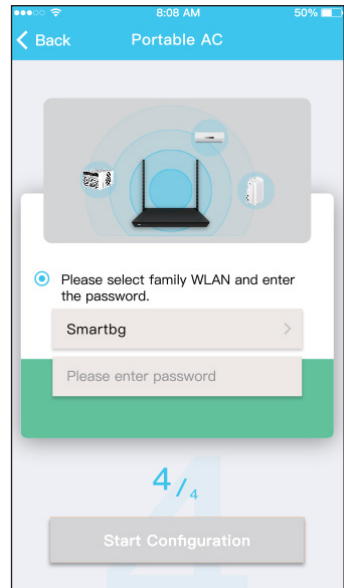 8:08 AM
50%
Back
Portable AC
Please select family WLAN and enter
the password.
Smartbg
Please enter password
4
4/4
Start Configuration